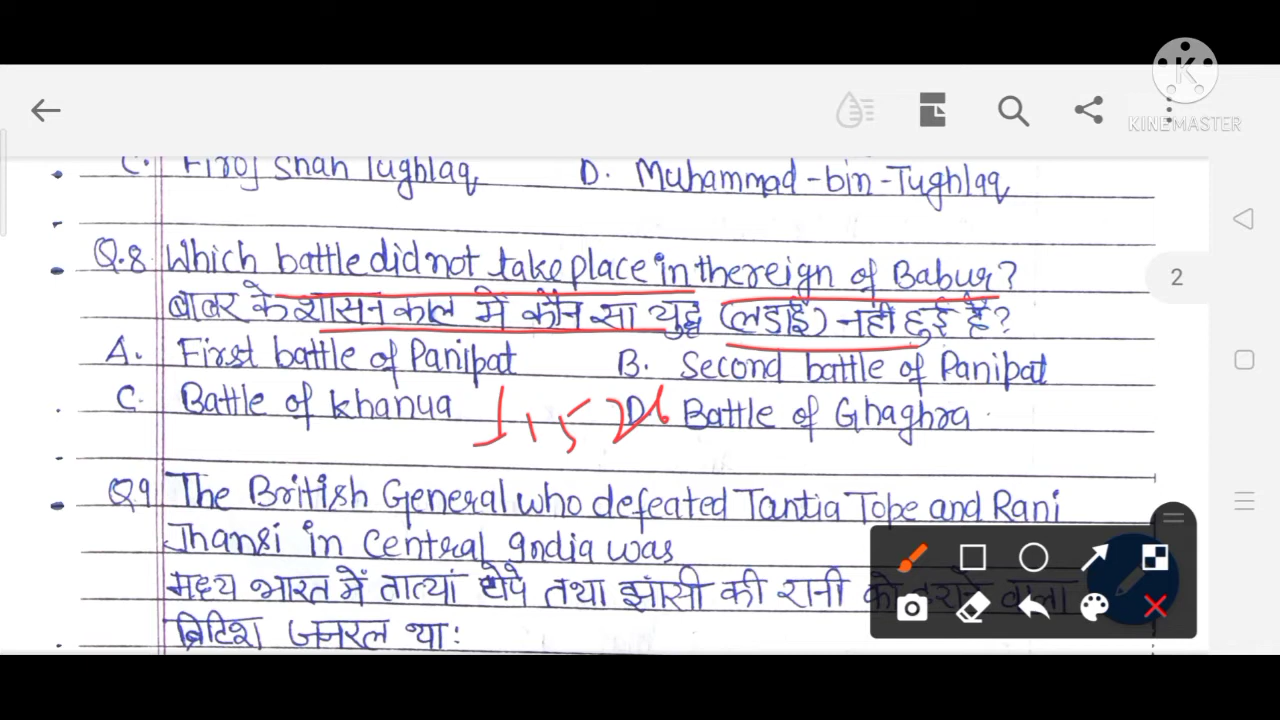 KINEMASTER
C. Firoj Shah Tughlaq D. Muhammad-bin-Tughlaq
2
Q.8 Which battle did not take place in the reign of Babur?
बाबर के शासनकाल में कौन सा युद्ध (लडाई) नही हुई है?
A. First battle of Panipat B. Second battle of Panipat
C. Battle of Khanua D. Battle of Ghaghra
1526
Q.9 The British General who defeated Tantia Tope and Rani
Jhansi in Central India was
मध्य भारत में तात्यां टोपे तथा झांसी की रानी को हराने वाला
ब्रिटिश जनरल था: